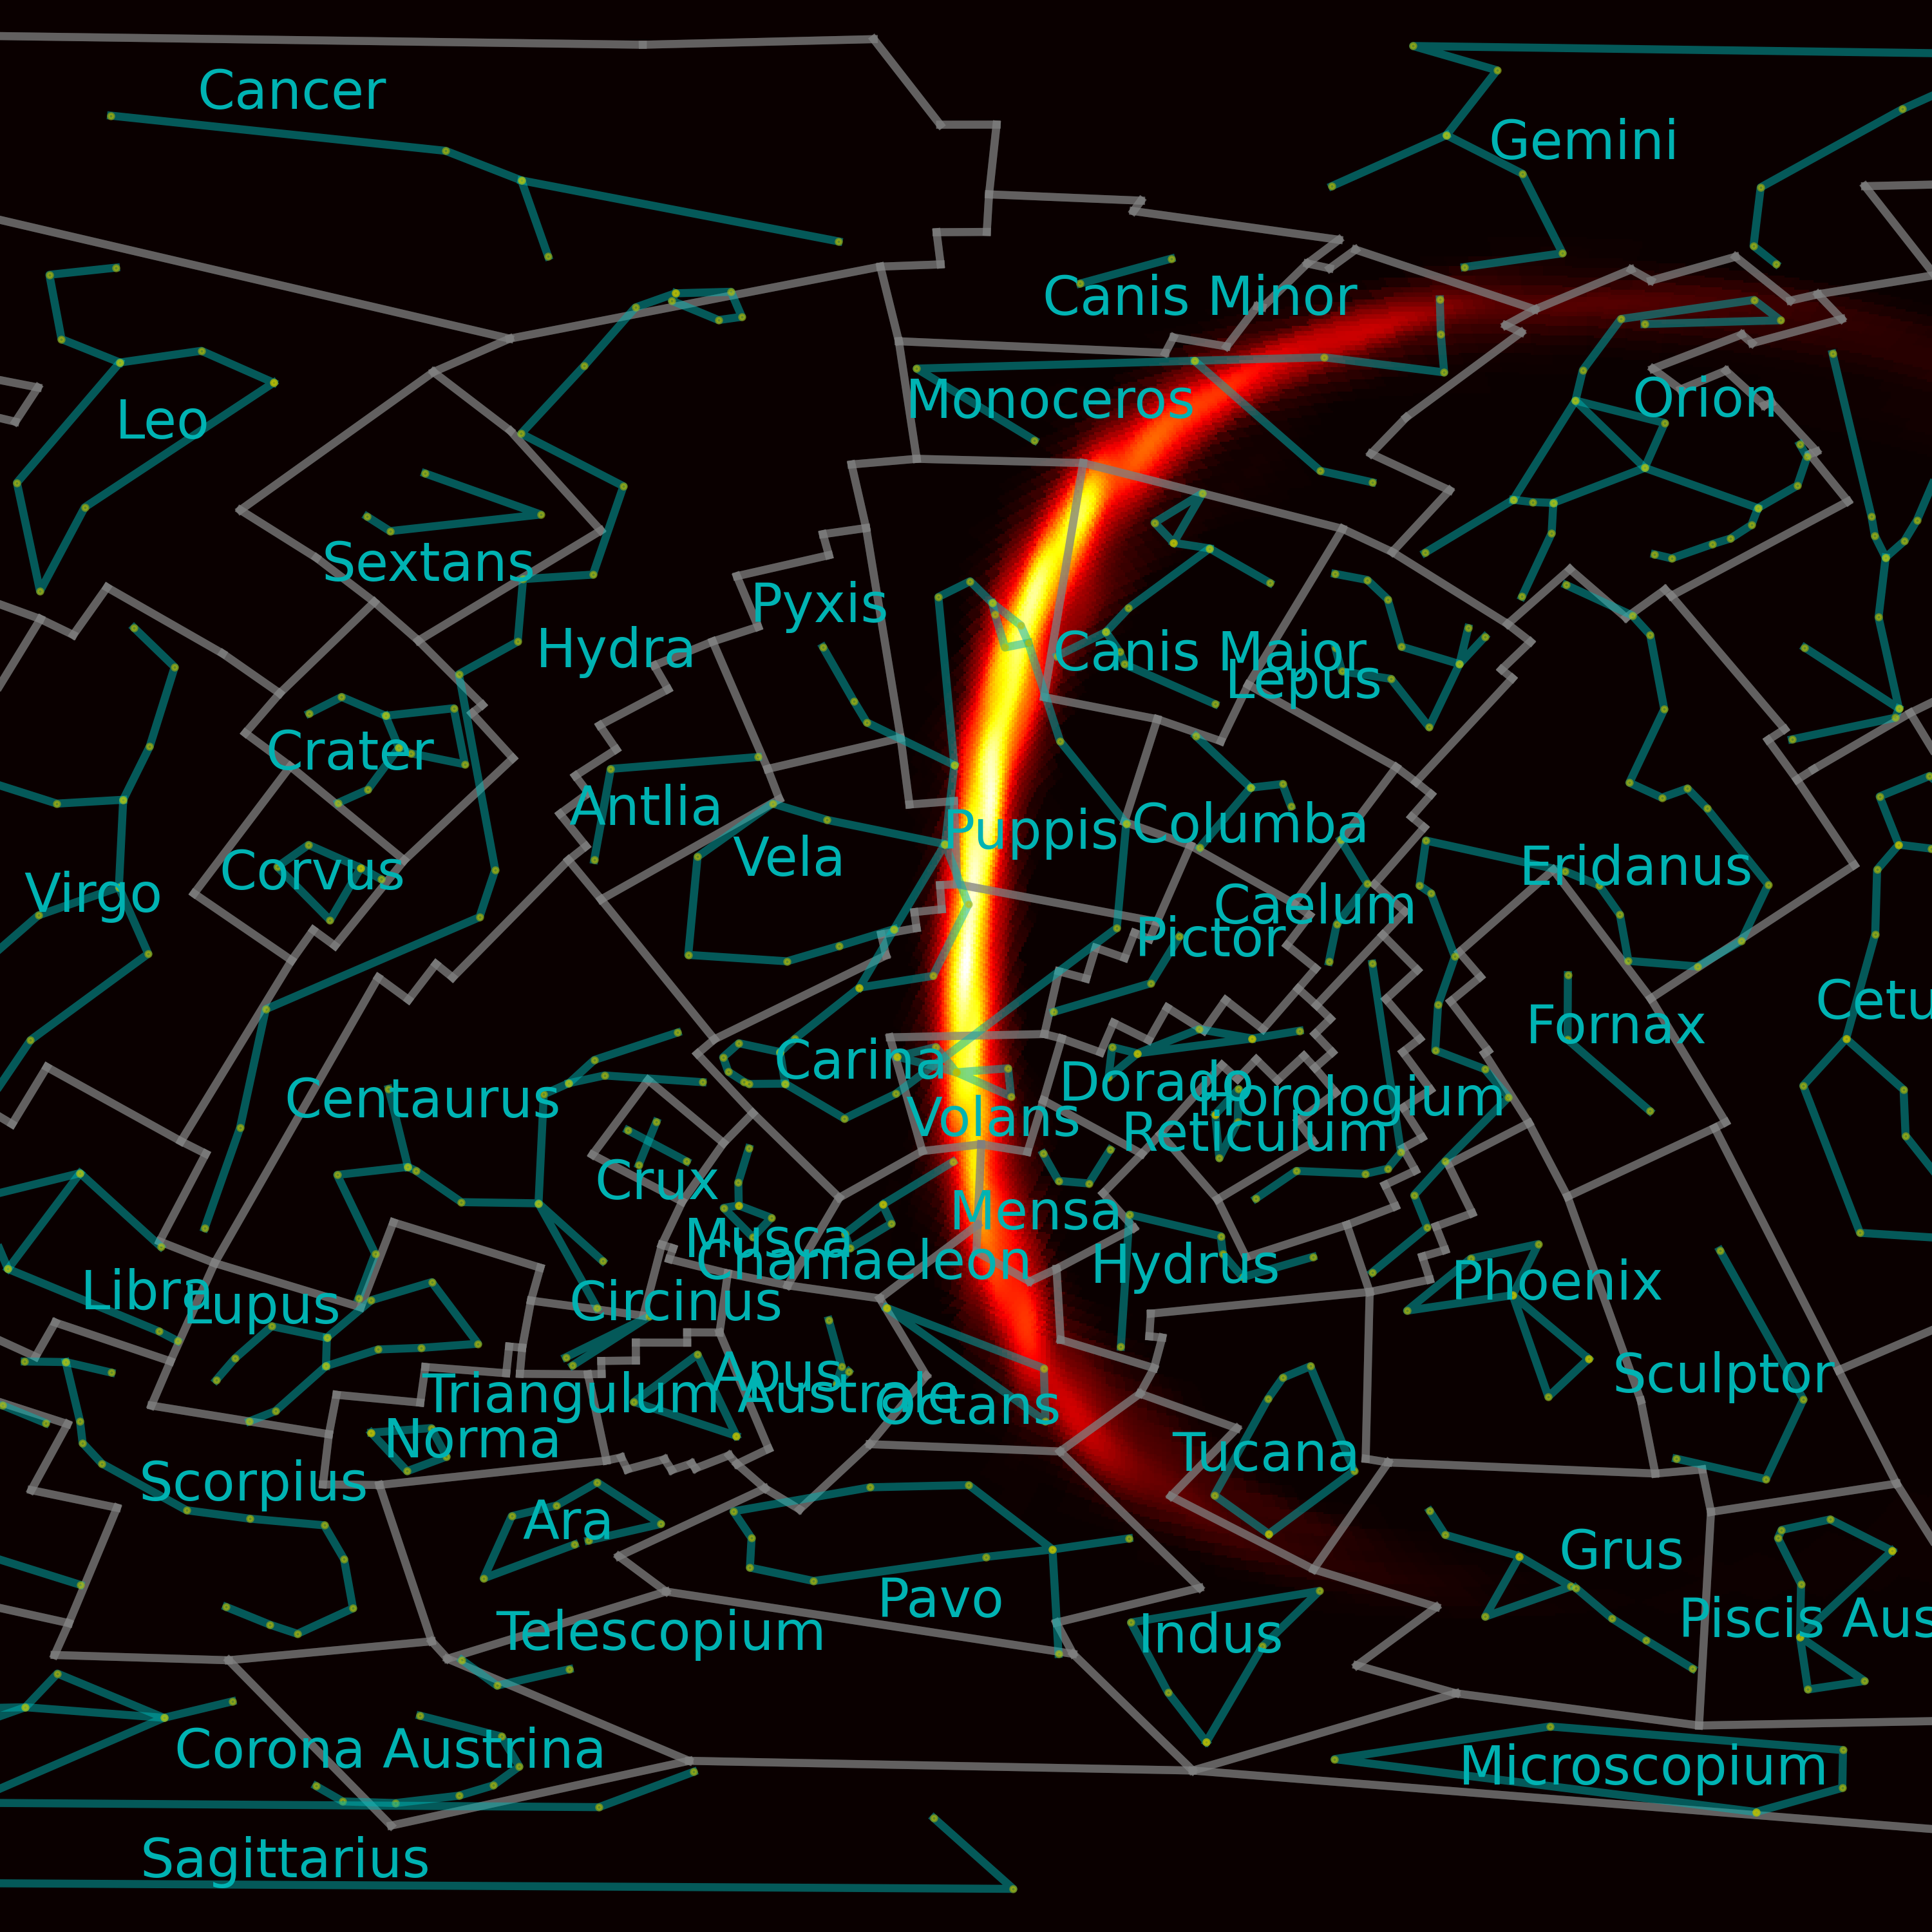 Cancer
Gemini
Canis Minor
Monoceros
Orion
Leo
Sextans
Pyxis
Hydra
Canis Major
Lepus
Crater
Antlia
Puppis
Columba
Vela
Eridanus
Corvus
Virgo
Caelum
Pictor
Cetu
Fornax
Carina
Dorado
Horologium
Centaurus
Volans
Reticulum
Crux
Mensa
Musca
Chamaeleon
Hydrus
Phoenix
Libra
Lupus
Circinus
Apus
Sculptor
Triangulum Australe
Octans
Norma
Tucana
Scorpius
Ara
Grus
Pavo
Piscis Aus
Telescopium
Indus
Corona Austrina
Microscopium
Sagittarius